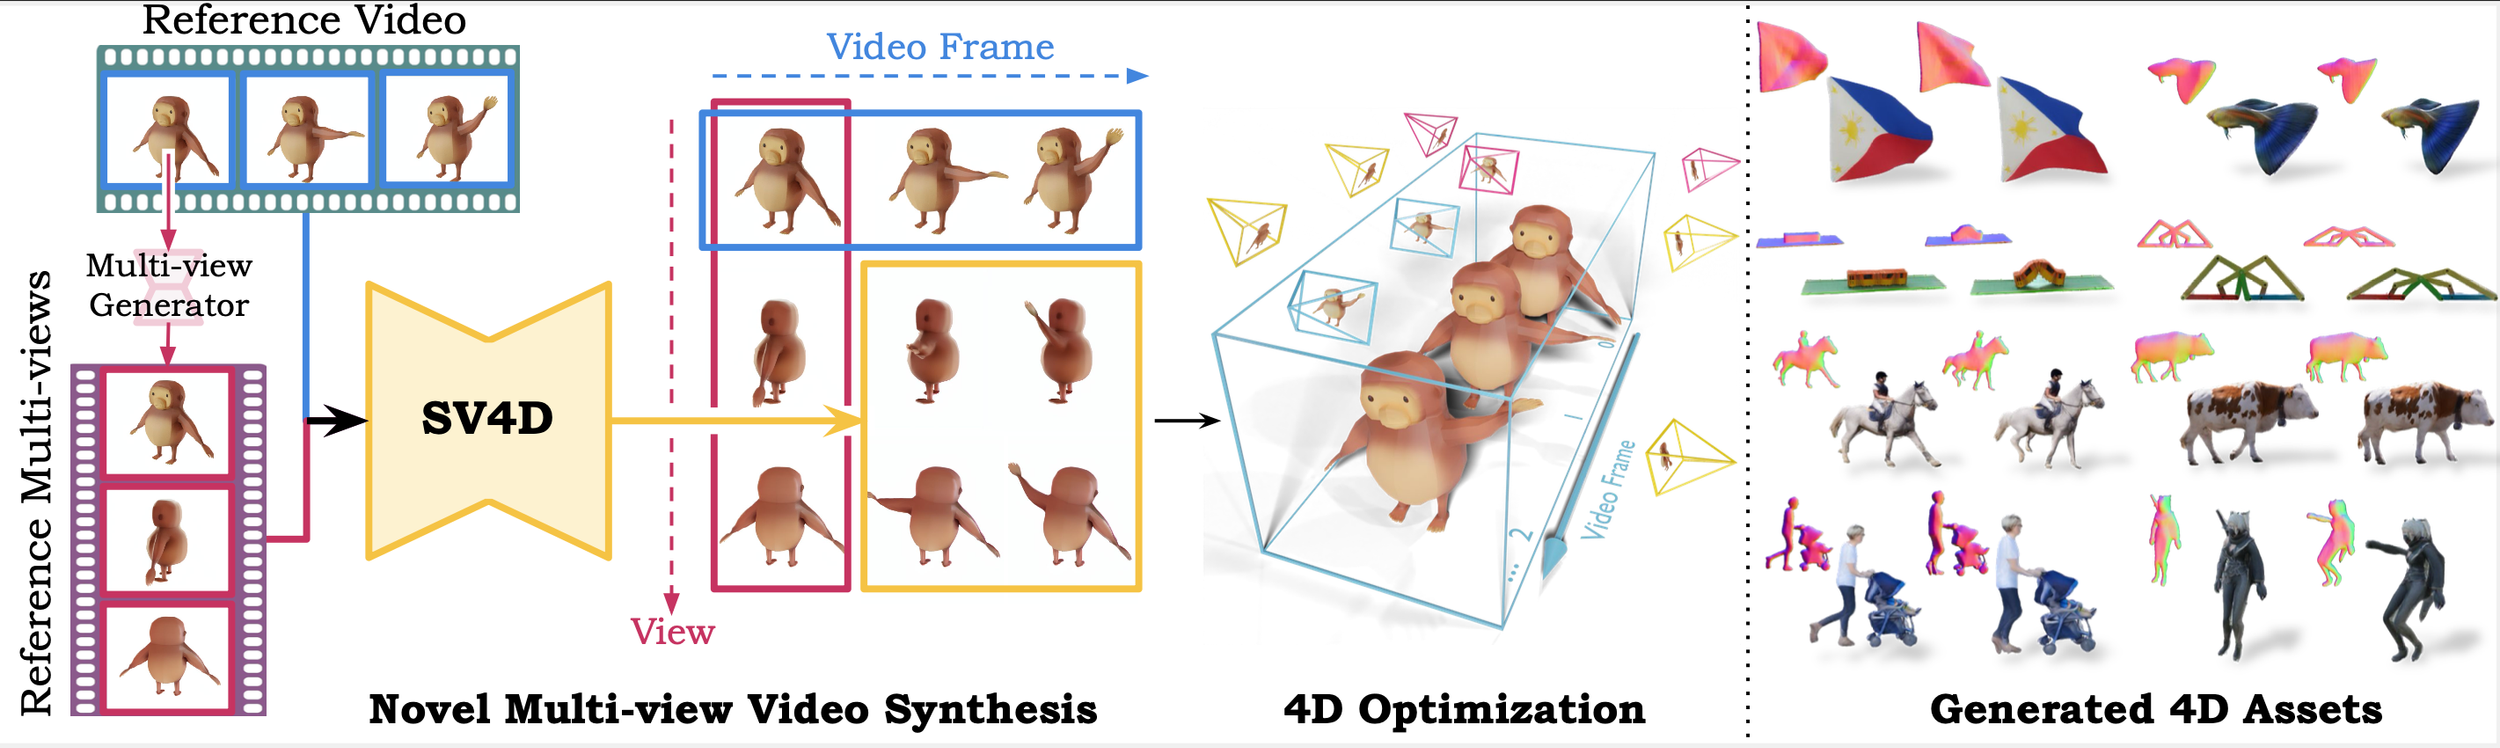 Reference Video
Multi-view
Generator
Reference Multi-views
SV4D
Video Frame
View
Novel Multi-view Video Synthesis
0
1
2
...
Video Frame
4D Optimization
Generated 4D Assets